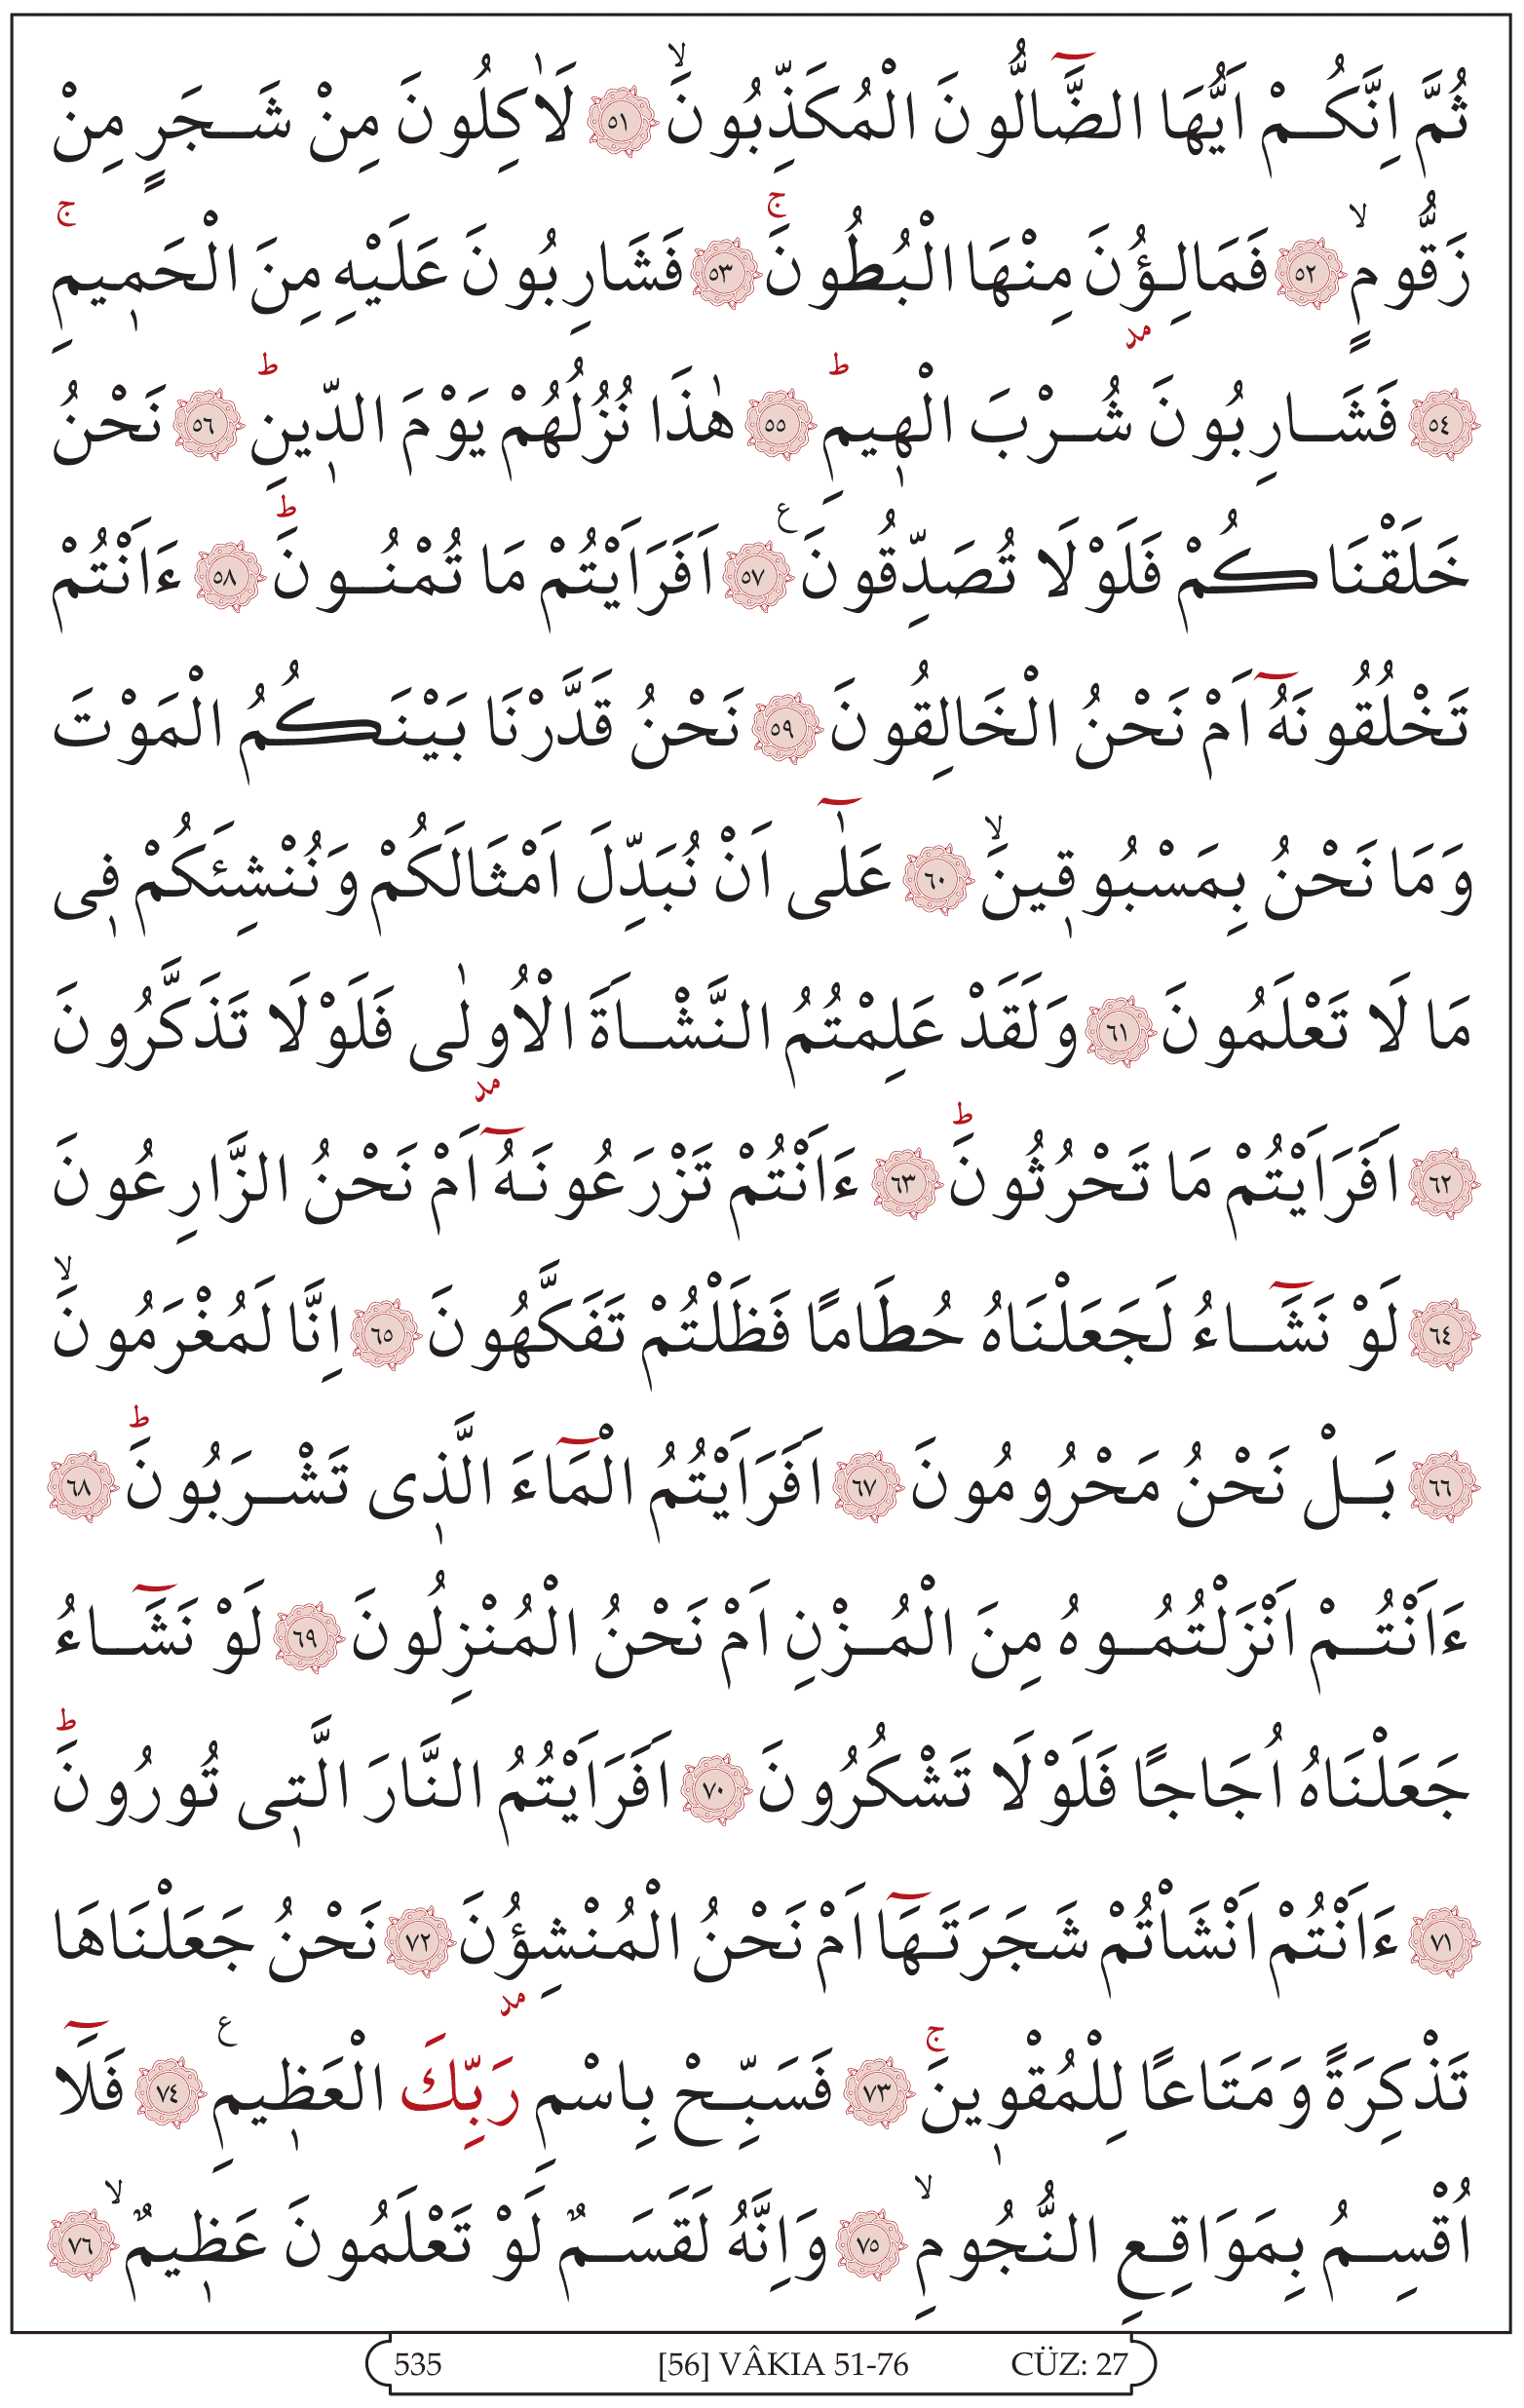 ثُمَّ اِنَّكُمْ اَيُّهَا الضَّٓالُّونَ الْمُكَذِّبُونَۙ ﴿٥١﴾ لَاٰكِلُونَ مِنْ شَجَرٍ مِنْ
زَقُّومٍۙ ﴿٥٢﴾ فَمَالِؤُ۫نَ مِنْهَا الْبُطُونَۚ ﴿٥٣﴾ فَشَارِبُونَ عَلَيْهِ مِنَ الْحَم۪يمِۚ
﴿٥٤﴾ فَشَارِبُونَ شُرْبَ الْه۪يمِۜ ﴿٥٥﴾ هٰذَا نُزُلُهُمْ يَوْمَ الدّ۪ينِۜ ﴿٥٦﴾ نَحْنُ
خَلَقْنَاكُمْ فَلَوْلَا تُصَدِّقُونَ ع ﴿٥٧﴾ اَفَرَاَيْتُمْ مَا تُمْنُونَۜ ﴿٥٨﴾ ءَاَنْتُمْ
تَخْلُقُونَهُٓ اَمْ نَحْنُ الْخَالِقُونَ ﴿٥٩﴾ نَحْنُ قَدَّرْنَا بَيْنَكُمُ الْمَوْتَ
وَمَا نَحْنُ بِمَسْبُوق۪ينَۙ ﴿٦٠﴾ عَلٰٓى اَنْ نُبَدِّلَ اَمْثَالَكُمْ وَنُنْشِئَكُمْ ف۪ى
مَا لَا تَعْلَمُونَ ﴿٦١﴾ وَلَقَدْ عَلِمْتُمُ النَّشْاَةَ الْاُو۫لٰى فَلَوْلَا تَذَكَّرُونَ
﴿٦٢﴾ اَفَرَاَيْتُمْ مَا تَحْرُثُونَۜ ﴿٦٣﴾ ءَاَنْتُمْ تَزْرَعُونَهُٓ اَمْ نَحْنُ الزَّارِعُونَ
﴿٦٤﴾ لَوْ نَشَٓاءُ لَجَعَلْنَاهُ حُطَامًا فَظَلْتُمْ تَفَكَّهُونَ ﴿٦٥﴾ اِنَّا لَمُغْرَمُونَۙ
﴿٦٦﴾ بَلْ نَحْنُ مَحْرُومُونَ ﴿٦٧﴾ اَفَرَاَيْتُمُ الْمَٓاءَ الَّذ۪ى تَشْرَبُونَۜ ﴿٦٨﴾
ءَاَنْتُمْ اَنْزَلْتُمُوهُ مِنَ الْمُزْنِ اَمْ نَحْنُ الْمُنْزِلُونَ ﴿٦٩﴾ لَوْ نَشَٓاءُ
جَعَلْنَاهُ اُجَاجًا فَلَوْلَا تَشْكُرُونَ ﴿٧٠﴾ اَفَرَاَيْتُمُ النَّارَ الَّت۪ى تُورُونَۜ
﴿٧١﴾ ءَاَنْتُمْ اَنْشَاْتُمْ شَجَرَتَهَٓا اَمْ نَحْنُ الْمُنْشِؤُ۫نَ ﴿٧٢﴾ نَحْنُ جَعَلْنَاهَا
تَذْكِرَةً وَمَتَاعًا لِلْمُقْو۪ينَۚ ﴿٧٣﴾ فَسَبِّحْ بِاسْمِ رَبِّكَ الْعَظ۪يمِ ع ﴿٧٤﴾ فَلَٓا
اُقْسِمُ بِمَوَاقِعِ النُّجُومِۙ ﴿٧٥﴾ وَاِنَّهُ لَقَسَمٌ لَوْ تَعْلَمُونَ عَظ۪يمٌۙ ﴿٧٦﴾
535 [56] VÂKIA 51-76 CÜZ: 27